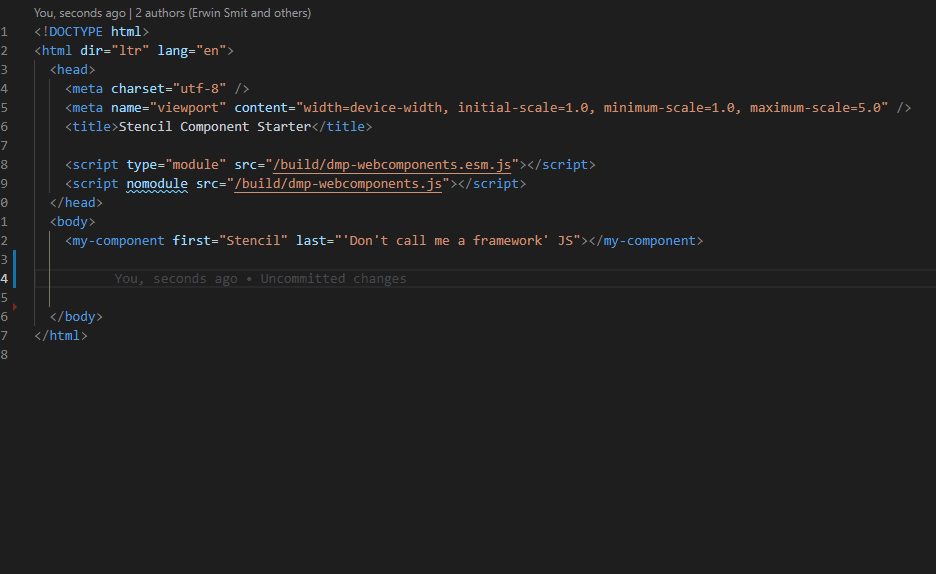 You, seconds ago | 2 authors (Erwin Smit and others)
1 <!DOCTYPE html>
2 <html dir="ltr" lang="en">
3 <head>
4 <meta charset="utf-8" />
5 <meta name="viewport" content="width=device-width, initial-scale=1.0, minimum-scale=1.0, maximum-scale=5.0" />
6 <title>Stencil Component Starter</title>
7
8 <script type="module" src="/build/dmp-webcomponents.esm.js"></script>
9 <script nomodule src="/build/dmp-webcomponents.js"></script>
0 </head>
1 <body>
2 <my-component first="Stencil" last="'Don't call me a framework' JS"></my-component>
3
4 You, seconds ago • Uncommitted changes
5
6 </body>
7 </html>
8